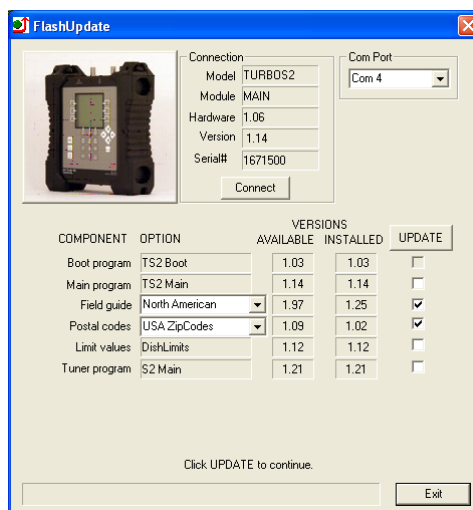 FlashUpdate
Connection
Model TURBOS2
Module MAIN
Hardware 1.06
Version 1.14
Serial# 1671500
Connect
Com Port
Com 4
VERSIONS
COMPONENT OPTION AVAILABLE INSTALLED UPDATE
Boot program TS2 Boot 1.03 1.03
Main program TS2 Main 1.14 1.14
Field guide North American 1.97 1.25
Postal codes USA ZipCodes 1.09 1.02
Limit values DishLimits 1.12 1.12
Tuner program S2 Main 1.21 1.21
Click UPDATE to continue.
Exit